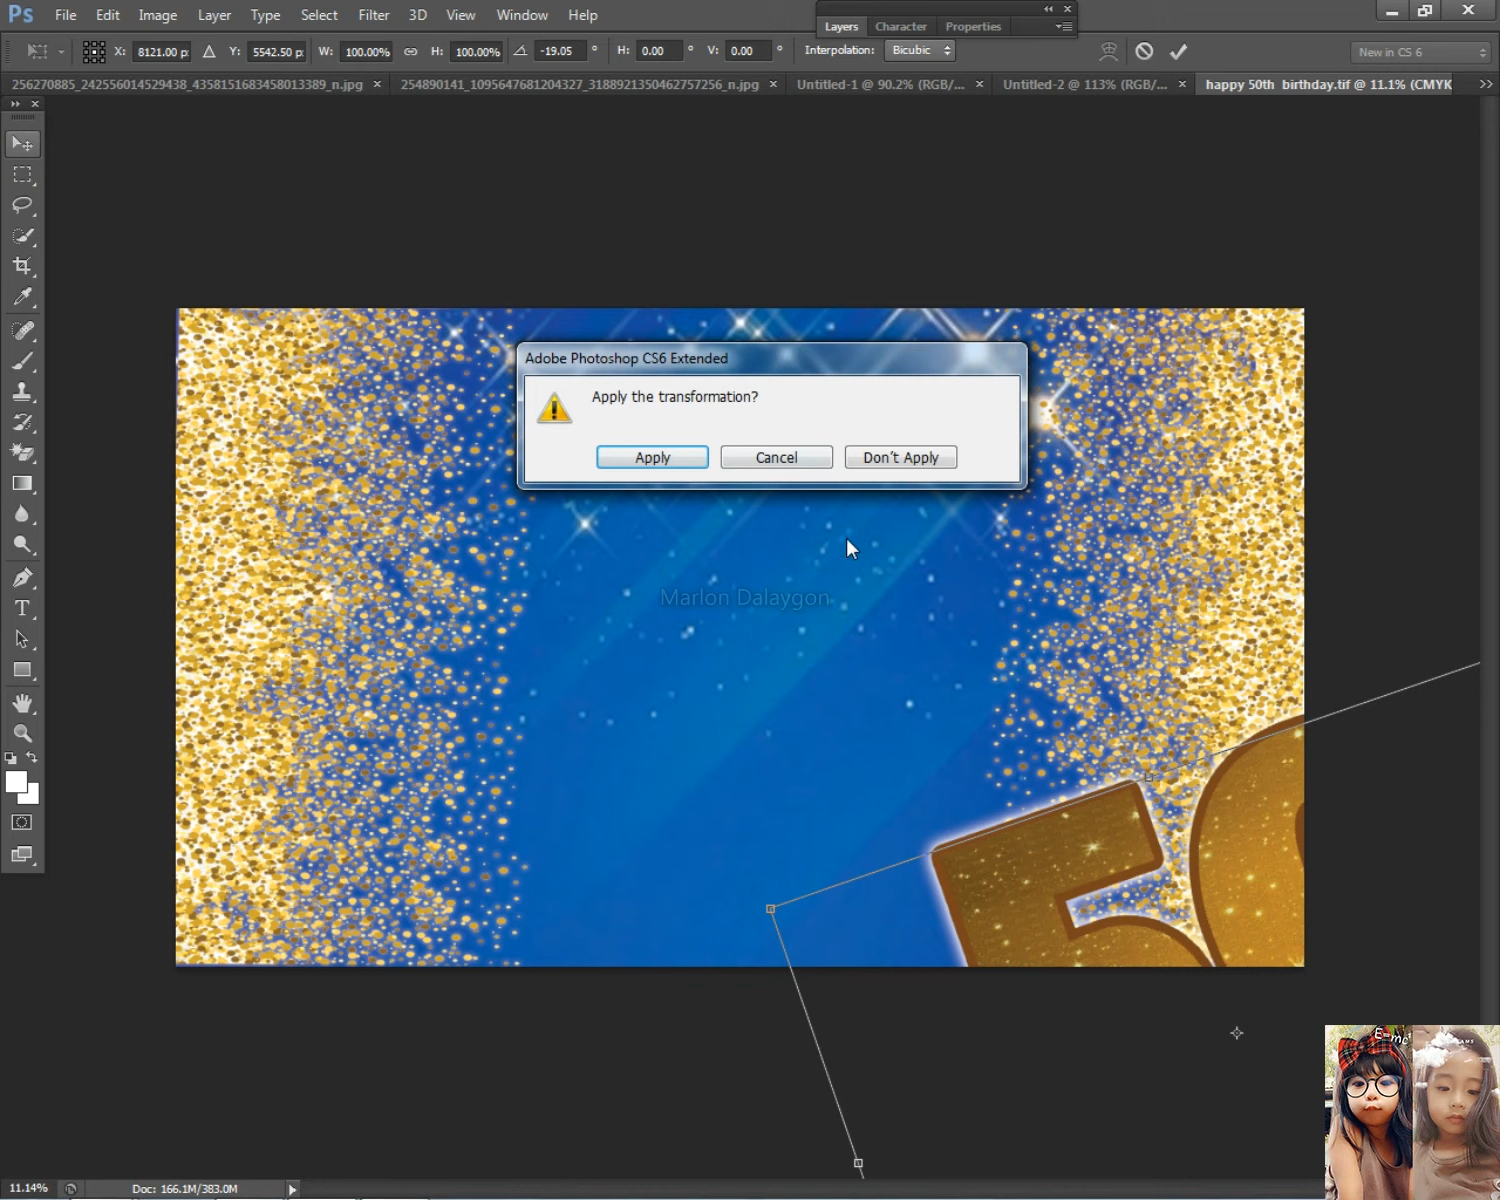 Ps File Edit Image Layer Type Select Filter 3D View Window Help
Layers Character Properties
X: 8121.00 p Y: 5542.50 p W: 100.00% H: 100.00% -19.05 ° H: 0.00 ° V: 0.00 ° Interpolation: Bicubic New in CS 6
256270885_242556014529438_4358151683458013389_n.jpg × 254890141_1095647681204327_3188921350462757256_n.jpg × Untitled-1 @ 90.2% (RGB/... × Untitled-2 @ 113% (RGB/... × happy 50th birthday.tif @ 11.1% (CMYK
Adobe Photoshop CS6 Extended
Apply the transformation?
Apply Cancel Don't Apply
Marlon Dalaygon
T
50
E=mc²
11.14% Doc: 166.1M/383.0M